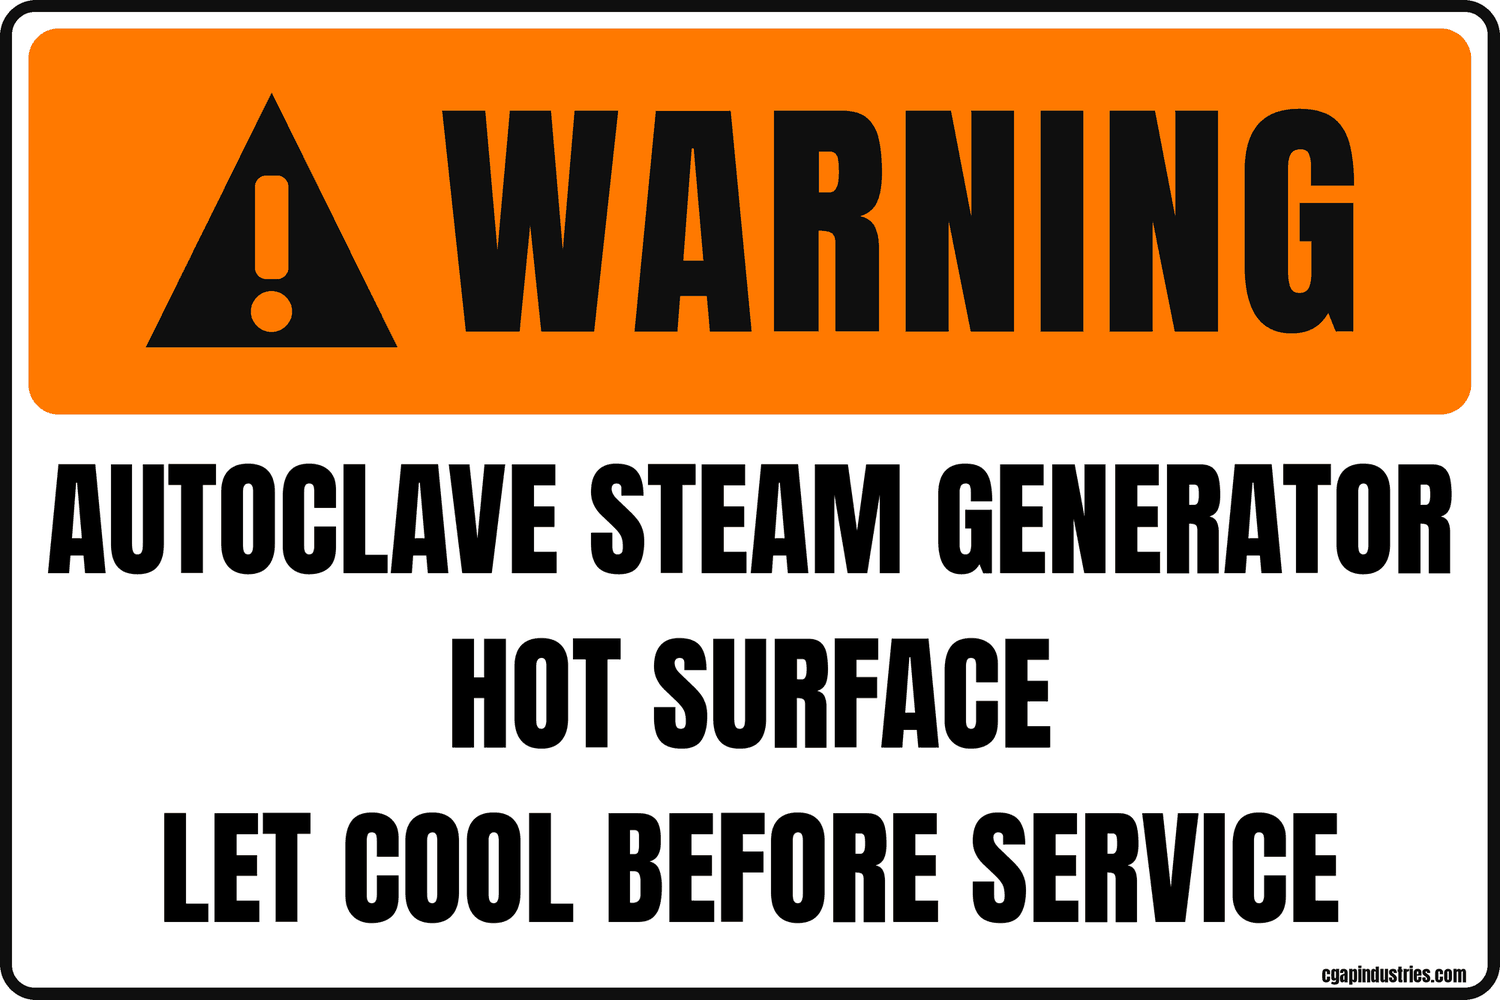 WARNING
AUTOCLAVE STEAM GENERATOR
HOT SURFACE
LET COOL BEFORE SERVICE
cgapindustries.com